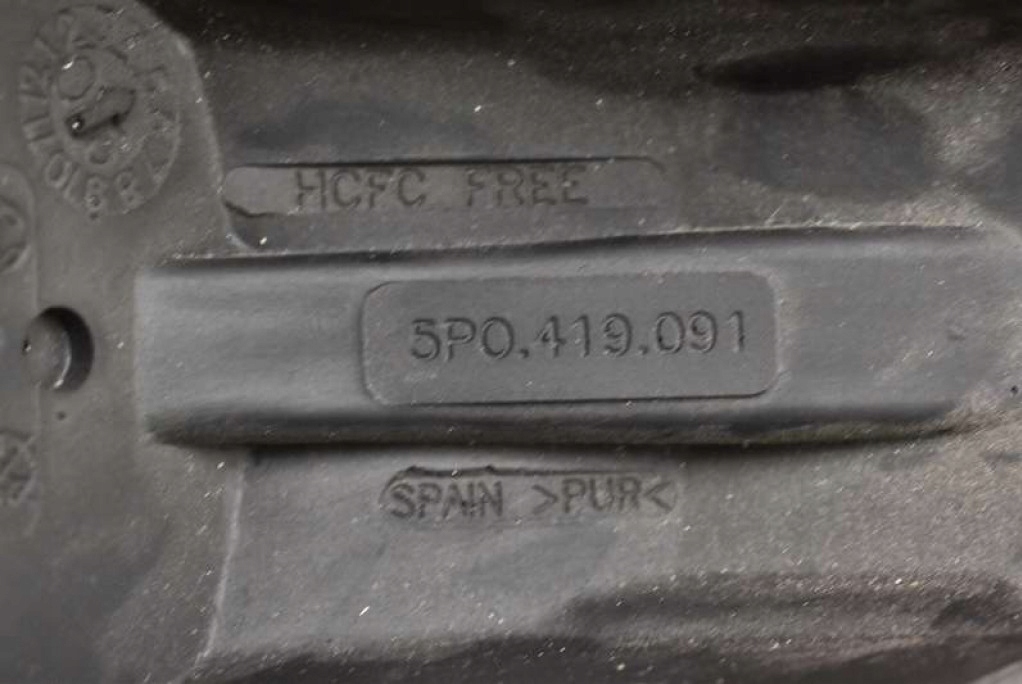 HCFC FREE
5P0.419.091
SPAIN >PUR<